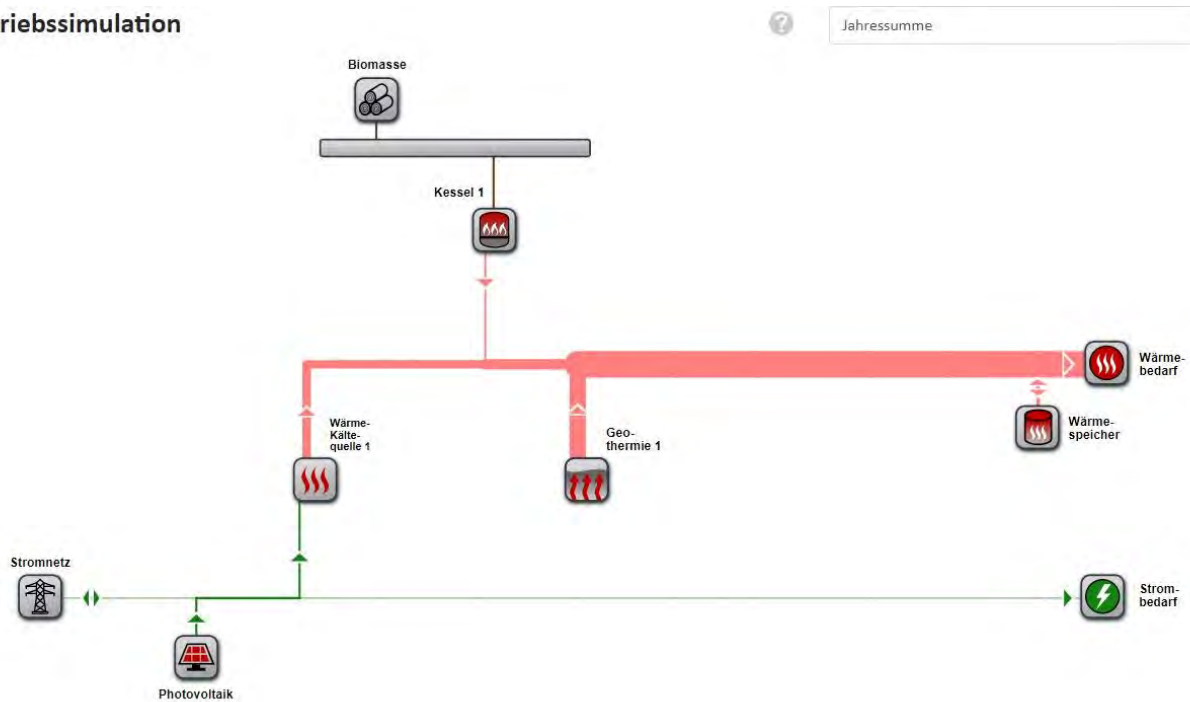 riebssimulation
?
Jahressumme
Biomasse
Kessel 1
Wärme-
bedarf
Wärme-
Kälte-
quelle 1
Geo-
thermie 1
Wärme-
speicher
Stromnetz
Strom-
bedarf
Photovoltaik